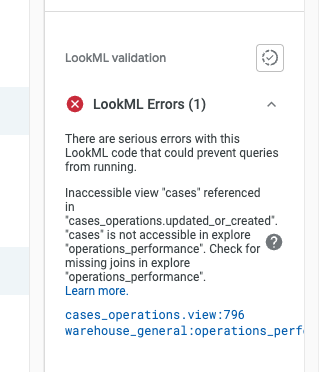 LookML validation
LookML Errors (1)
There are serious errors with this
LookML code that could prevent queries
from running.
Inaccessible view "cases" referenced
in
"cases_operations.updated_or_created".
"cases" is not accessible in explore
"operations_performance". Check for
missing joins in explore
"operations_performance".
Learn more.
cases_operations.view:796
warehouse_general:operations_perf